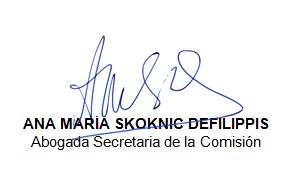 ANA MARÍA SKOKNIC DEFILIPPIS
Abogada Secretaria de la Comisión